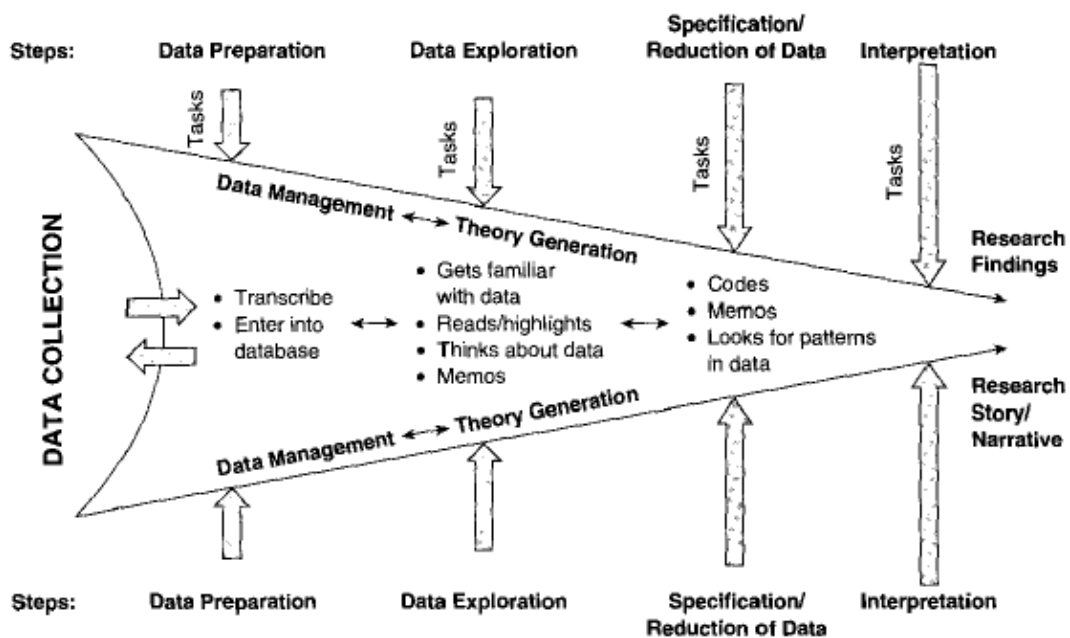 Steps:
Data Preparation
Data Exploration
Specification/
Reduction of Data
Interpretation
Tasks
Tasks
Tasks
Tasks
Data Management ↔ Theory Generation
DATA COLLECTION
• Transcribe
• Enter into
database
• Gets familiar
with data
• Reads/highlights
• Thinks about data
• Memos
• Codes
• Memos
• Looks for patterns
in data
Research
Findings
Research
Story/
Narrative
Data Management ↔ Theory Generation
Steps:
Data Preparation
Data Exploration
Specification/
Reduction of Data
Interpretation